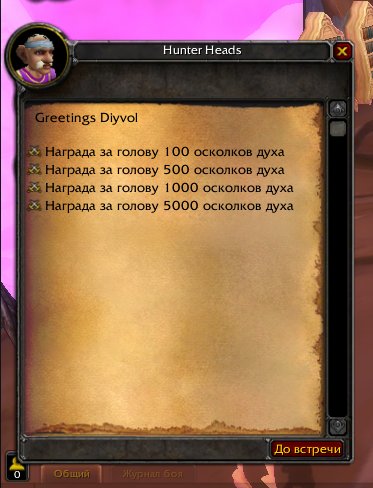 Hunter Heads
Greetings Diyvol
Награда за голову 100 осколков духа
Награда за голову 500 осколков духа
Награда за голову 1000 осколков духа
Награда за голову 5000 осколков духа
До встречи
0
Общий Журнал боя